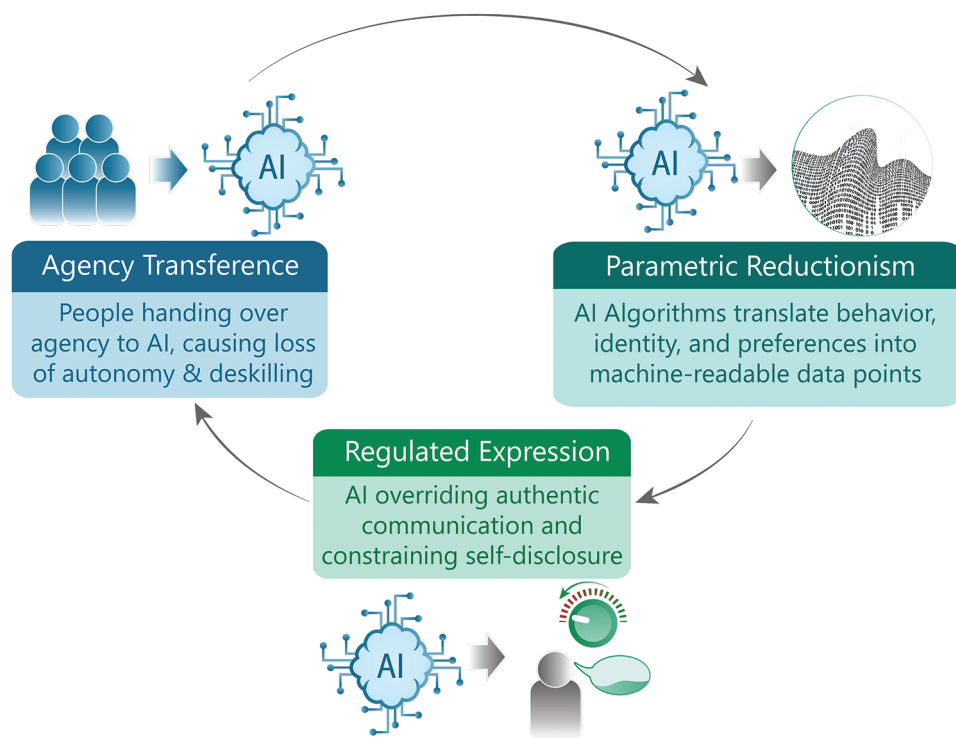 AI
AI
Agency Transference
People handing over
agency to AI, causing loss
of autonomy & deskilling
Parametric Reductionism
AI Algorithms translate behavior,
identity, and preferences into
machine-readable data points
Regulated Expression
AI overriding authentic
communication and
constraining self-disclosure
AI